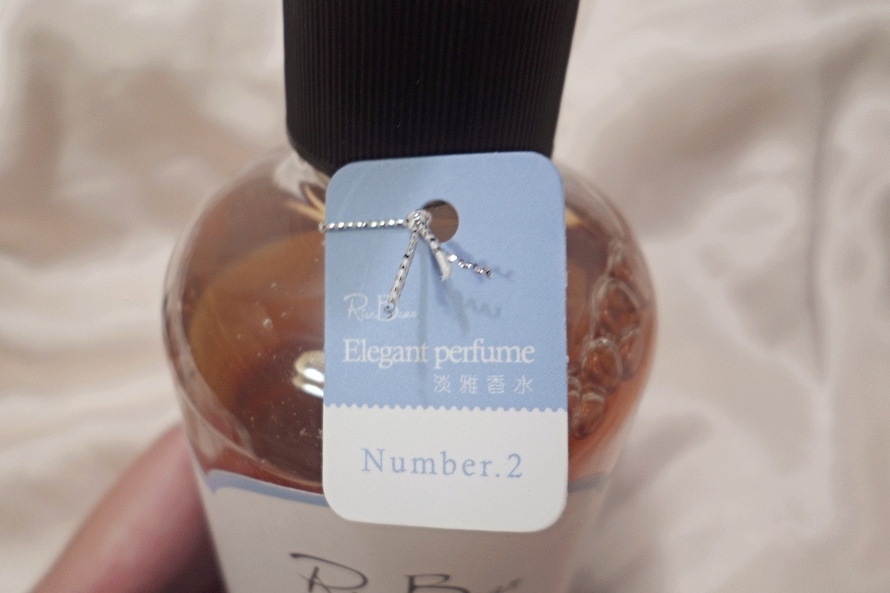 Elegant perfume
淡雅香水
Number.2